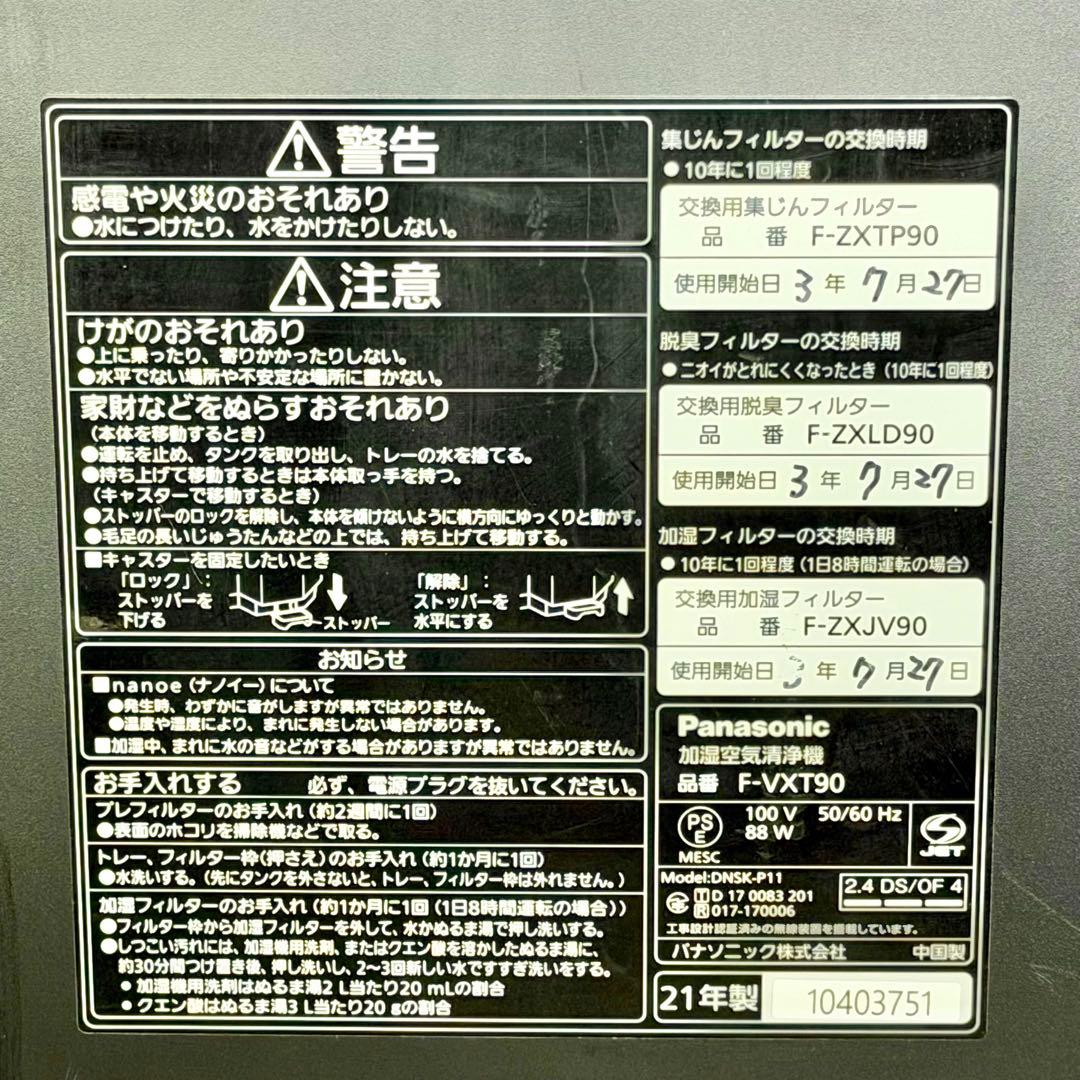 警告
感電や火災のおそれあり
●水につけたり、水をかけたりしない。
注意
けがのおそれあり
●上に乗ったり、寄りかかったりしない。
●水平でない場所や不安定な場所に置かない。
家財などをぬらすおそれあり
(本体を移動するとき)
●運転を止め、タンクを取り出し、トレーの水を捨てる。
●持ち上げて移動するときは本体取っ手を持つ。
(キャスターで移動するとき)
●ストッパーのロックを解除し、本体を傾けないように横方向にゆっくりと動かす。
●毛足の長いじゅうたんなどの上では、持ち上げて移動する。
■キャスターを固定したいとき
「ロック」:
ストッパーを
下げる
ストッパー
「解除」:
ストッパーを
水平にする
お知らせ
■nanoe(ナノイー)について
●発生時、わずかに音がしますが異常ではありません。
●温度や湿度により、まれに発生しない場合があります。
■加湿中、まれに水の音などがする場合がありますが異常ではありません。
お手入れする 必ず、電源プラグを抜いてください。
プレフィルターのお手入れ(約2週間に1回)
●表面のホコリを掃除機などで取る。
トレー、フィルター枠(押さえ)のお手入れ(約1か月に1回)
●水洗いする。(先にタンクを外さないと、トレー、フィルター枠は外れません。)
加湿フィルターのお手入れ(約1か月に1回(1日8時間運転の場合))
●フィルター枠から加湿フィルターを外して、水かぬるま湯で押し洗いする。
●しつこい汚れには、加湿機用洗剤、またはクエン酸を溶かしたぬるま湯に、
約30分間つけ置き後、押し洗いし、2~3回新しい水ですすぎ洗いをする。
• 加湿機用洗剤はぬるま湯2 L当たり20 mLの割合
• クエン酸はぬるま湯3 L当たり20 gの割合
集じんフィルターの交換時期
●10年に1回程度
交換用集じんフィルター
品 番 F-ZXTP90
使用開始日 3 年 7 月 27日
脱臭フィルターの交換時期
●ニオイがとれにくくなったとき(10年に1回程度)
交換用脱臭フィルター
品 番 F-ZXLD90
使用開始日 3 年 7 月 27日
加湿フィルターの交換時期
●10年に1回程度(1日8時間運転の場合)
交換用加湿フィルター
品 番 F-ZXJV90
使用開始日 3 年 7 月 27日
Panasonic
加湿空気清浄機
品番 F-VXT90
PS
E
MESC
100 V 50/60 Hz
88 W
JET
Model:DNSK-P11
T D 17 0083 201
R 017-170006
2.4 DS/OF 4
工事設計認証済みの無線装置を搭載しています。
パナソニック株式会社 中国製
21年製 10403751